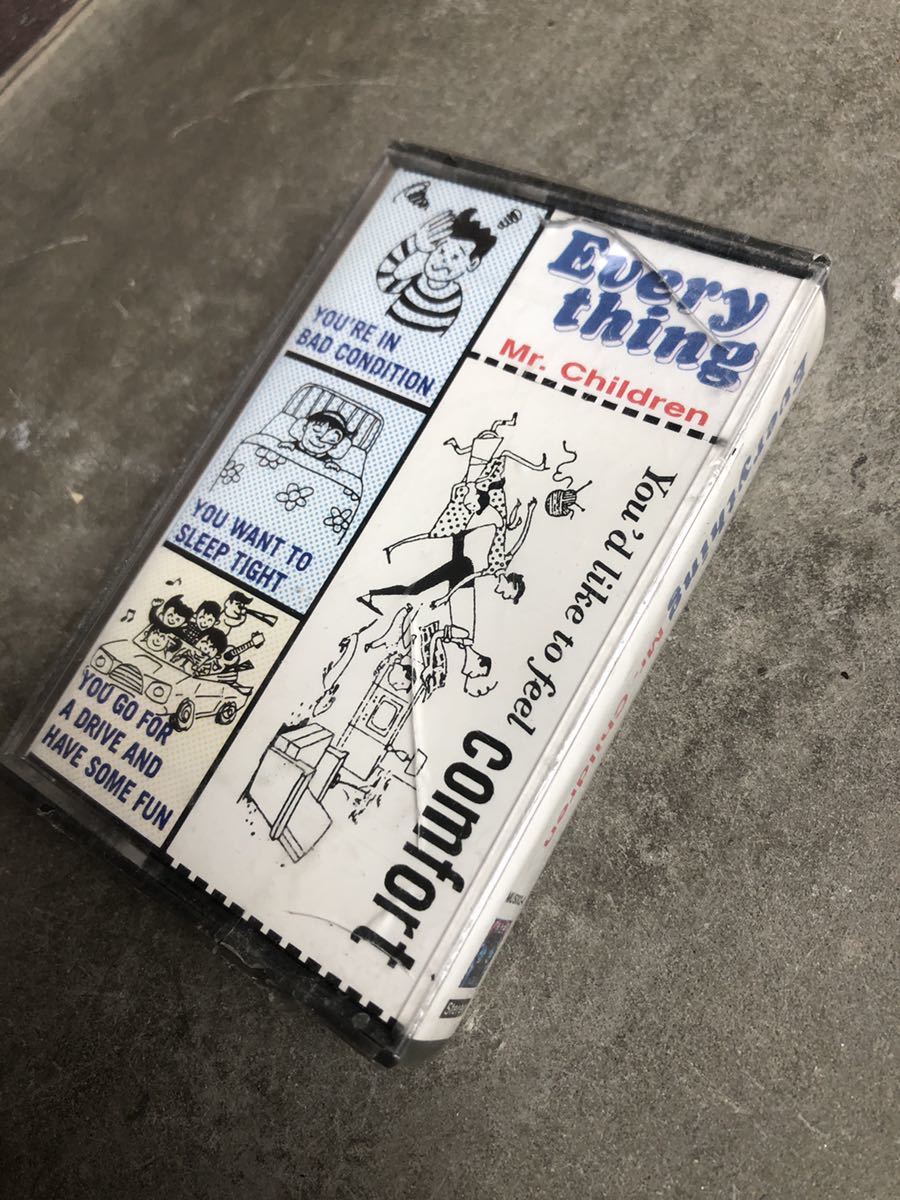 Every
thing
Mr. Children
YOU'RE IN
BAD CONDITION
YOU WANT TO
SLEEP TIGHT
YOU GO FOR
A DRIVE AND
HAVE SOME FUN
You'd like to feel comfort
Everything Mr. Children